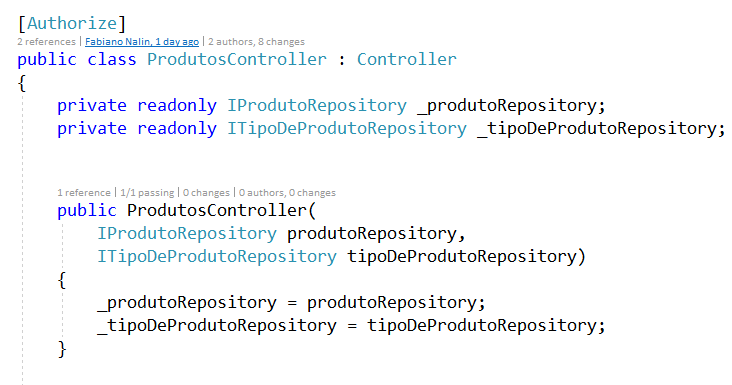 [Authorize]
2 references | Fabiano Nalin, 1 day ago | 2 authors, 8 changes
public class ProdutosController : Controller
{
private readonly IProdutoRepository _produtoRepository;
private readonly ITipoDeProdutoRepository _tipoDeProdutoRepository;
1 reference | 1/1 passing | 0 changes | 0 authors, 0 changes
public ProdutosController(
IProdutoRepository produtoRepository,
ITipoDeProdutoRepository tipoDeProdutoRepository)
{
_produtoRepository = produtoRepository;
_tipoDeProdutoRepository = tipoDeProdutoRepository;
}